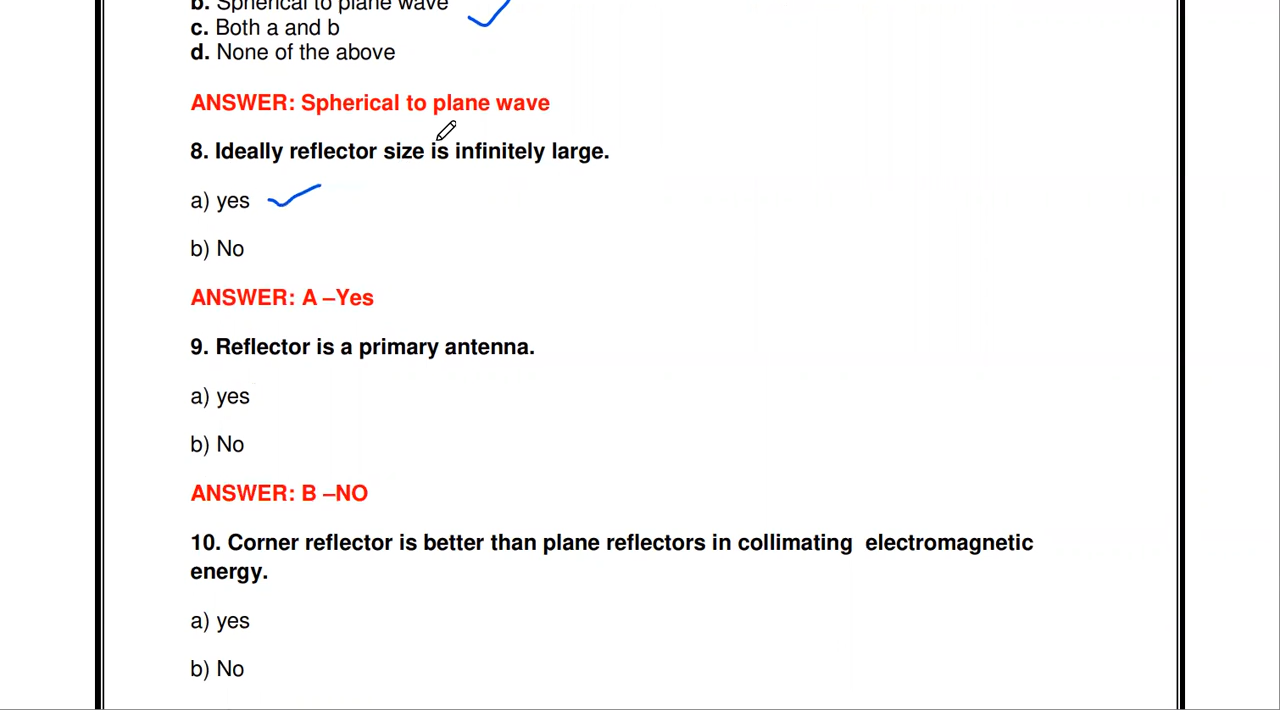 b. Spherical to plane wave
c. Both a and b
d. None of the above
ANSWER: Spherical to plane wave
8. Ideally reflector size is infinitely large.
a) yes
b) No
ANSWER: A –Yes
9. Reflector is a primary antenna.
a) yes
b) No
ANSWER: B –NO
10. Corner reflector is better than plane reflectors in collimating electromagnetic
energy.
a) yes
b) No